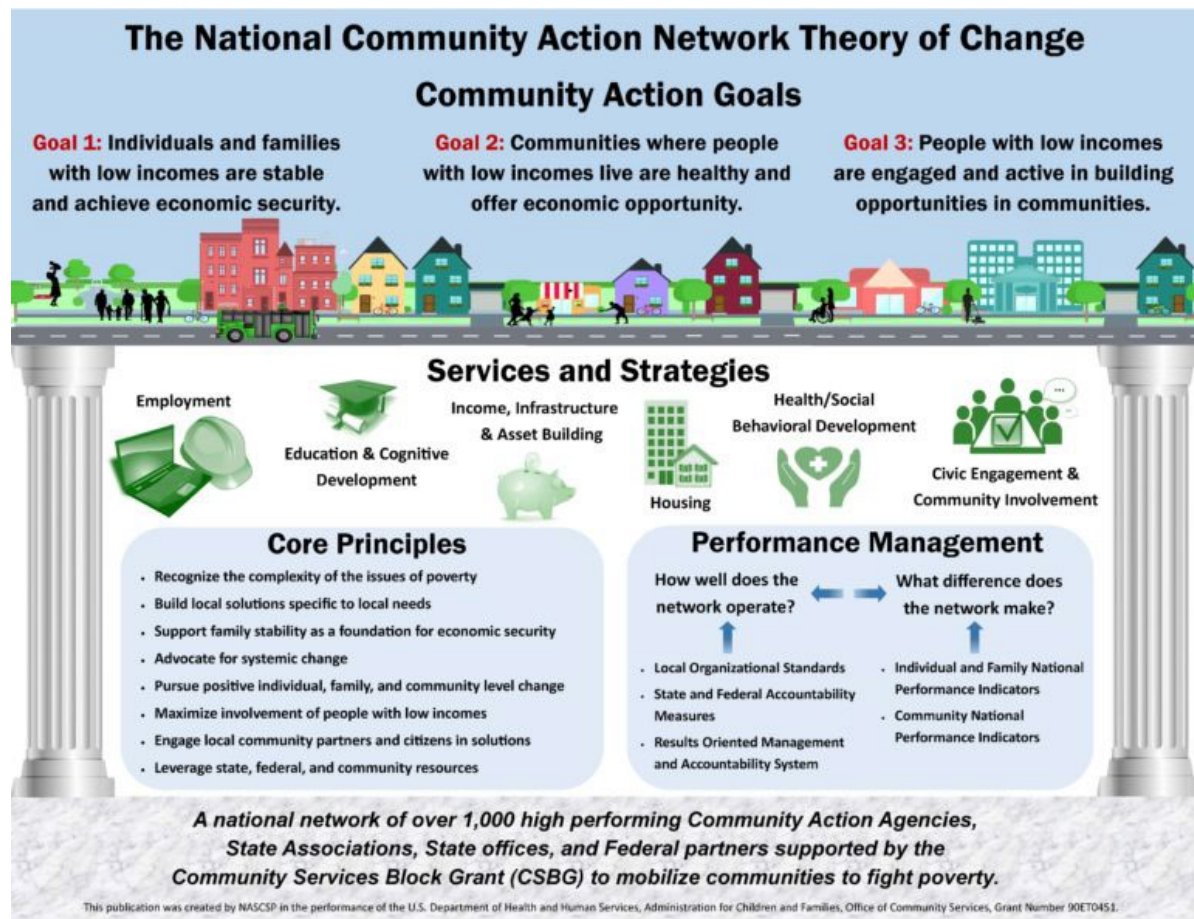 The National Community Action Network Theory of Change
Community Action Goals
Goal 1: Individuals and families
with low incomes are stable
and achieve economic security.
Goal 2: Communities where people
with low incomes live are healthy and
offer economic opportunity.
Goal 3: People with low incomes
are engaged and active in building
opportunities in communities.
Services and Strategies
Employment
Education & Cognitive
Development
Income, Infrastructure
& Asset Building
Housing
Health/Social
Behavioral Development
Civic Engagement &
Community Involvement
Core Principles
• Recognize the complexity of the issues of poverty
• Build local solutions specific to local needs
• Support family stability as a foundation for economic security
• Advocate for systemic change
• Pursue positive individual, family, and community level change
• Maximize involvement of people with low incomes
• Engage local community partners and citizens in solutions
• Leverage state, federal, and community resources
Performance Management
How well does the
network operate?
What difference does
the network make?
• Local Organizational Standards
• State and Federal Accountability
Measures
• Results Oriented Management
and Accountability System
• Individual and Family National
Performance Indicators
• Community National
Performance Indicators
A national network of over 1,000 high performing Community Action Agencies,
State Associations, State offices, and Federal partners supported by the
Community Services Block Grant (CSBG) to mobilize communities to fight poverty.
This publication was created by NASCSP in the performance of the U.S. Department of Health and Human Services, Administration for Children and Families, Office of Community Services, Grant Number 90ET0451.